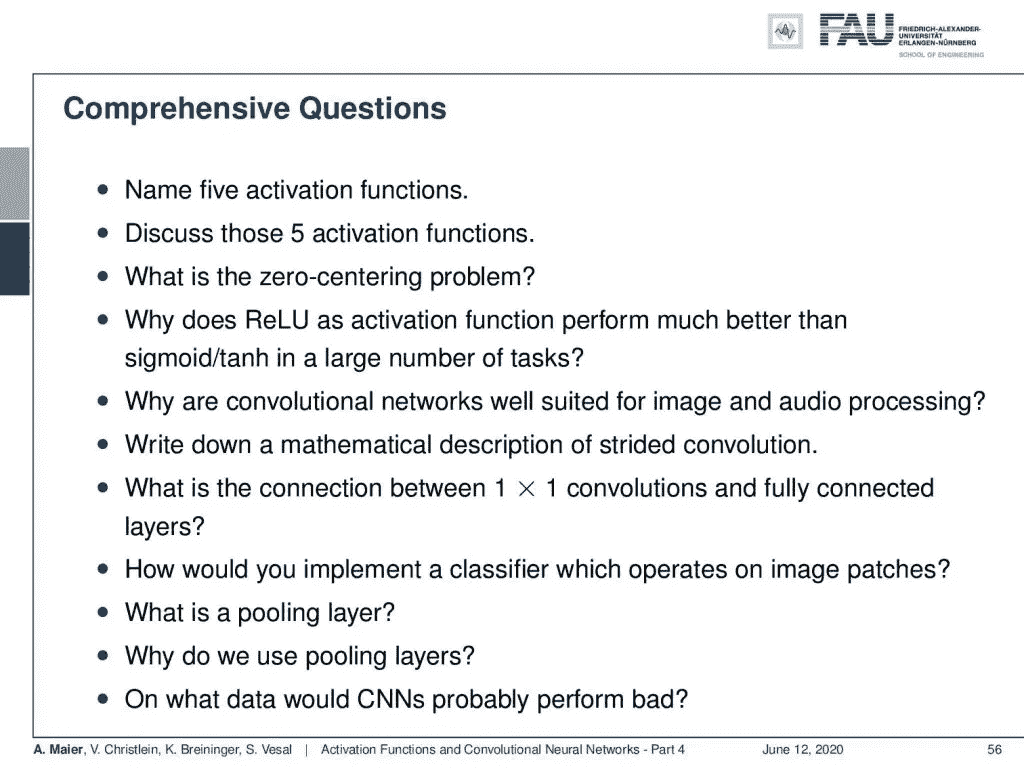 FAU
FRIEDRICH-ALEXANDER-
UNIVERSITÄT
ERLANGEN-NÜRNBERG
SCHOOL OF ENGINEERING
Comprehensive Questions
• Name five activation functions.
• Discuss those 5 activation functions.
• What is the zero-centering problem?
• Why does ReLU as activation function perform much better than
sigmoid/tanh in a large number of tasks?
• Why are convolutional networks well suited for image and audio processing?
• Write down a mathematical description of strided convolution.
• What is the connection between 1 × 1 convolutions and fully connected
layers?
• How would you implement a classifier which operates on image patches?
• What is a pooling layer?
• Why do we use pooling layers?
• On what data would CNNs probably perform bad?
A. Maier, V. Christlein, K. Breininger, S. Vesal | Activation Functions and Convolutional Neural Networks - Part 4 June 12, 2020 56